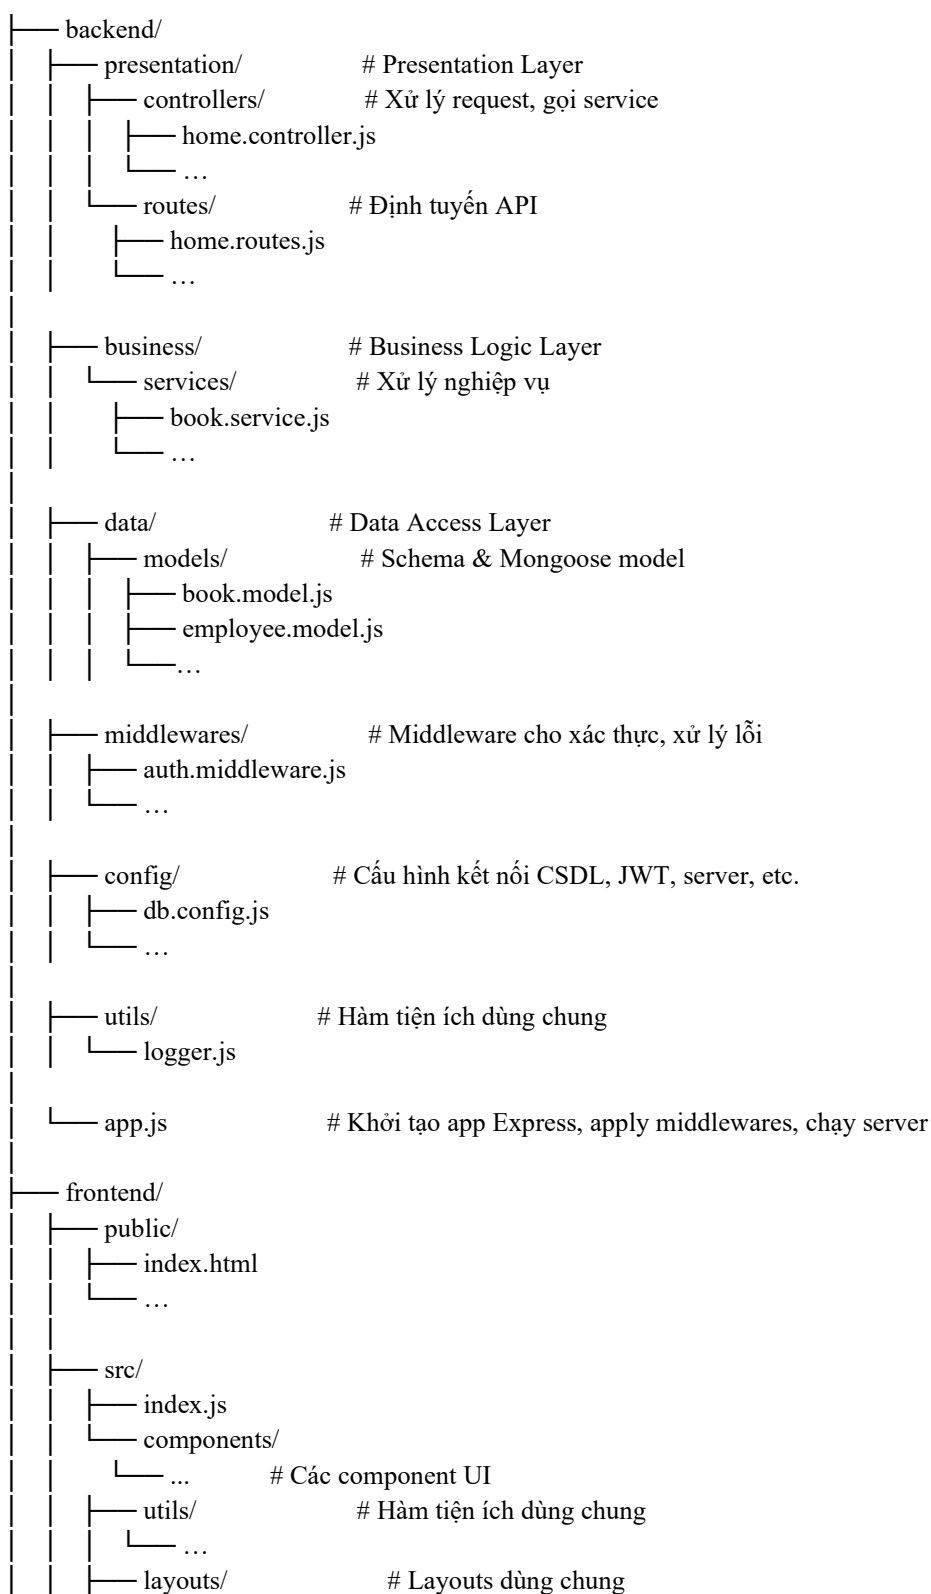 ├── backend/
│ ├── presentation/ # Presentation Layer
│ │ ├── controllers/ # Xử lý request, gọi service
│ │ │ ├── home.controller.js
│ │ │ └── …
│ │ └── routes/ # Định tuyến API
│ │ ├── home.routes.js
│ │ └── …
│
│ ├── business/ # Business Logic Layer
│ │ └── services/ # Xử lý nghiệp vụ
│ │ ├── book.service.js
│ │ └── …
│
│ ├── data/ # Data Access Layer
│ │ ├── models/ # Schema & Mongoose model
│ │ │ ├── book.model.js
│ │ │ ├── employee.model.js
│ │ │ └──…
│
│ ├── middlewares/ # Middleware cho xác thực, xử lý lỗi
│ │ ├── auth.middleware.js
│ │ └── …
│
│ ├── config/ # Cấu hình kết nối CSDL, JWT, server, etc.
│ │ ├── db.config.js
│ │ └── …
│
│ ├── utils/ # Hàm tiện ích dùng chung
│ │ └── logger.js
│
│ └── app.js # Khởi tạo app Express, apply middlewares, chạy server
│
├── frontend/
│ ├── public/
│ │ ├── index.html
│ │ └── …
│ │
│ ├── src/
│ │ ├── index.js
│ │ └── components/
│ │ └── ... # Các component UI
│ │ ├── utils/ # Hàm tiện ích dùng chung
│ │ │ └── …
│ │ ├── layouts/ # Layouts dùng chung